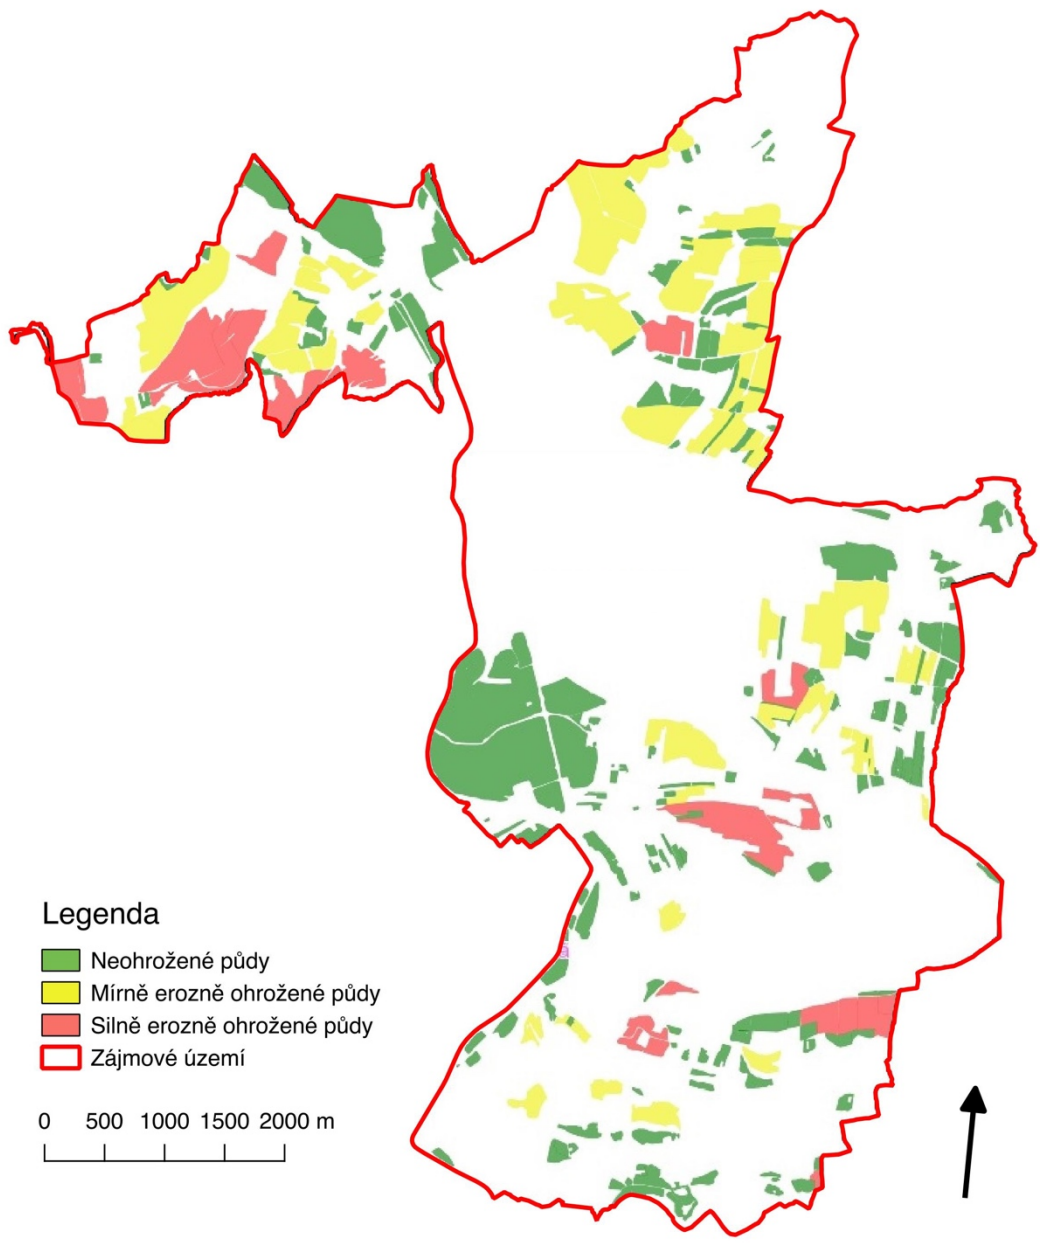 Legenda
Neohrožené půdy
Mírně erozně ohrožené půdy
Silně erozně ohrožené půdy
Zájmové území
0 500 1000 1500 2000 m